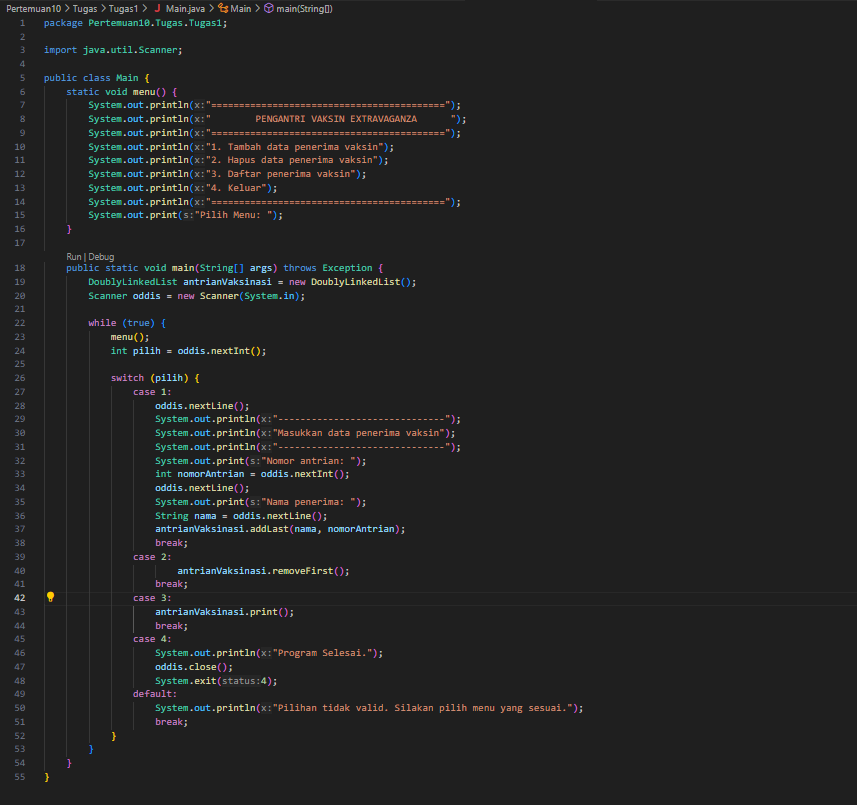 Pertemuan10 > Tugas > Tugas1 > J Main.java > Main > main(String[])
1 package Pertemuan10.Tugas.Tugas1;
2
3 import java.util.Scanner;
4
5 public class Main {
6 static void menu() {
7 System.out.println(x:"==========================================");
8 System.out.println(x:"        PENGANTRI VAKSIN EXTRAVAGANZA      ");
9 System.out.println(x:"==========================================");
10 System.out.println(x:"1. Tambah data penerima vaksin");
11 System.out.println(x:"2. Hapus data penerima vaksin");
12 System.out.println(x:"3. Daftar penerima vaksin");
13 System.out.println(x:"4. Keluar");
14 System.out.println(x:"==========================================");
15 System.out.print(s:"Pilih Menu: ");
16 }
17
Run | Debug
18 public static void main(String[] args) throws Exception {
19 DoublyLinkedList antrianVaksinasi = new DoublyLinkedList();
20 Scanner oddis = new Scanner(System.in);
21
22 while (true) {
23 menu();
24 int pilih = oddis.nextInt();
25
26 switch (pilih) {
27 case 1:
28 oddis.nextLine();
29 System.out.println(x:"------------------------------");
30 System.out.println(x:"Masukkan data penerima vaksin");
31 System.out.println(x:"------------------------------");
32 System.out.print(s:"Nomor antrian: ");
33 int nomorAntrian = oddis.nextInt();
34 oddis.nextLine();
35 System.out.print(s:"Nama penerima: ");
36 String nama = oddis.nextLine();
37 antrianVaksinasi.addLast(nama, nomorAntrian);
38 break;
39 case 2:
40 antrianVaksinasi.removeFirst();
41 break;
42 case 3:
43 antrianVaksinasi.print();
44 break;
45 case 4:
46 System.out.println(x:"Program Selesai.");
47 oddis.close();
48 System.exit(status:4);
49 default:
50 System.out.println(x:"Pilihan tidak valid. Silakan pilih menu yang sesuai.");
51 break;
52 }
53 }
54 }
55 }